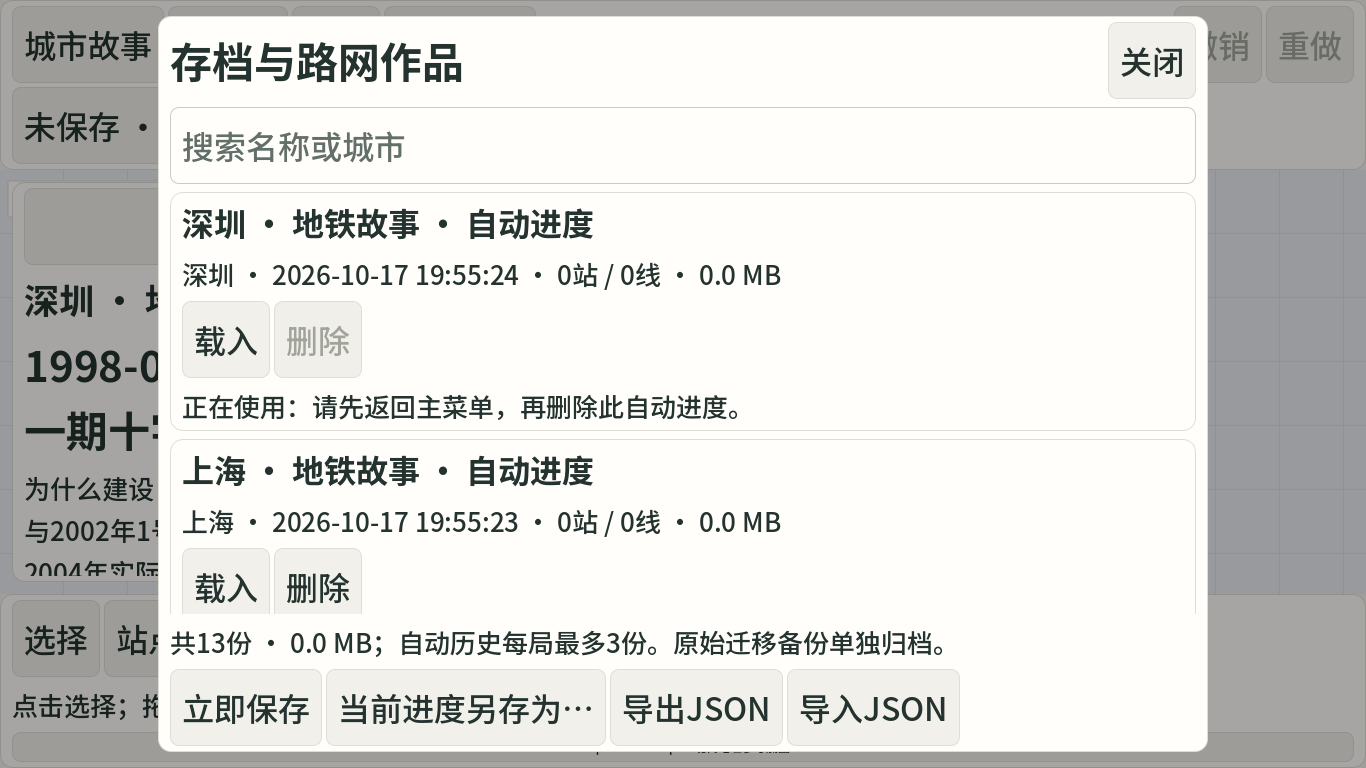 城市故事
撤销
重做
未保存 ·
存档与路网作品
关闭
搜索名称或城市
深圳 · 地铁故事 · 自动进度
深圳 · 2026-10-17 19:55:24 · 0站 / 0线 · 0.0 MB
载入
删除
正在使用：请先返回主菜单，再删除此自动进度。
上海 · 地铁故事 · 自动进度
上海 · 2026-10-17 19:55:23 · 0站 / 0线 · 0.0 MB
载入
删除
共13份 · 0.0 MB；自动历史每局最多3份。原始迁移备份单独归档。
立即保存
当前进度另存为…
导出JSON
导入JSON
深圳 ·
1998-0
一期十
为什么建设
与2002年1
2004年实际
选择
站
点击选择；